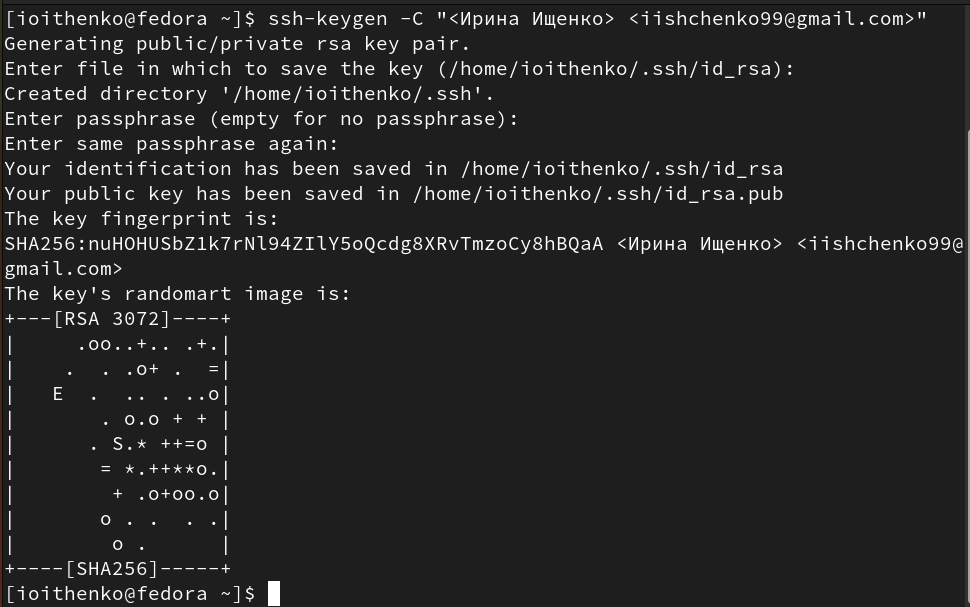 [ioithenko@fedora ~]$ ssh-keygen -C "<Ирина Ищенко> <iishchenko99@gmail.com>"
Generating public/private rsa key pair.
Enter file in which to save the key (/home/ioithenko/.ssh/id_rsa):
Created directory '/home/ioithenko/.ssh'.
Enter passphrase (empty for no passphrase):
Enter same passphrase again:
Your identification has been saved in /home/ioithenko/.ssh/id_rsa
Your public key has been saved in /home/ioithenko/.ssh/id_rsa.pub
The key fingerprint is:
SHA256:nuHOHUSbZ1k7rNl94ZIlY5oQcdg8XRvTmzoCy8hBQaA <Ирина Ищенко> <iishchenko99@
gmail.com>
The key's randomart image is:
+---[RSA 3072]----+
|     .oo..+.. .+.|
|    .  . .o+ .  =|
|   E  .  .. . ..o|
|       . o.o + + |
|      . S.* ++=o |
|       = *.++**o.|
|        + .o+oo.o|
|       o . .  . .|
|        o .      |
+----[SHA256]-----+
[ioithenko@fedora ~]$